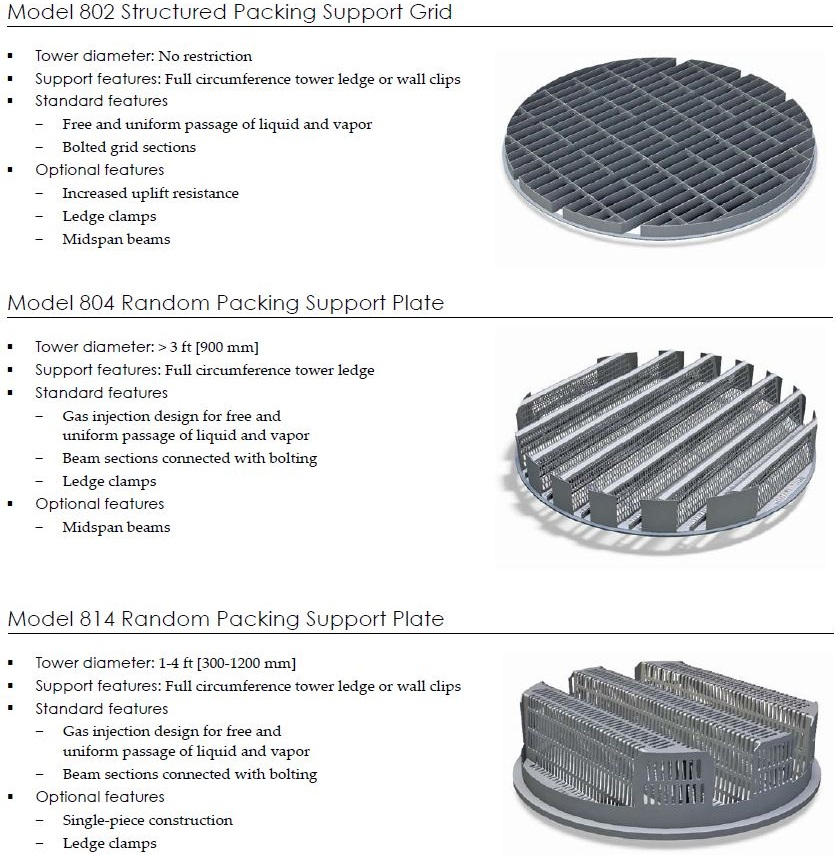 Model 802 Structured Packing Support Grid
▪ Tower diameter: No restriction
▪ Support features: Full circumference tower ledge or wall clips
▪ Standard features
– Free and uniform passage of liquid and vapor
– Bolted grid sections
▪ Optional features
– Increased uplift resistance
– Ledge clamps
– Midspan beams
Model 804 Random Packing Support Plate
▪ Tower diameter: > 3 ft [900 mm]
▪ Support features: Full circumference tower ledge
▪ Standard features
– Gas injection design for free and
uniform passage of liquid and vapor
– Beam sections connected with bolting
– Ledge clamps
▪ Optional features
– Midspan beams
Model 814 Random Packing Support Plate
▪ Tower diameter: 1-4 ft [300-1200 mm]
▪ Support features: Full circumference tower ledge or wall clips
▪ Standard features
– Gas injection design for free and
uniform passage of liquid and vapor
– Beam sections connected with bolting
▪ Optional features
– Single-piece construction
– Ledge clamps